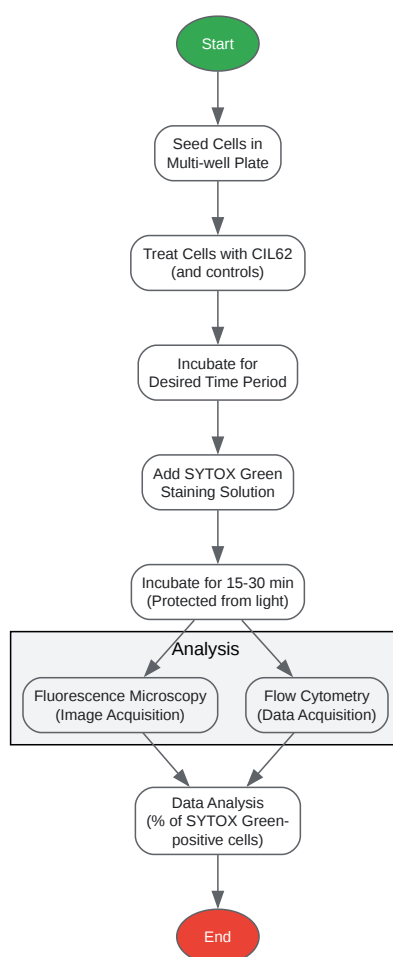 Start
Seed Cells in
Multi-well Plate
Treat Cells with CIL62
(and controls)
Incubate for
Desired Time Period
Add SYTOX Green
Staining Solution
Incubate for 15-30 min
(Protected from light)
Analysis
Fluorescence Microscopy
(Image Acquisition)
Flow Cytometry
(Data Acquisition)
Data Analysis
(% of SYTOX Green-
positive cells)
End